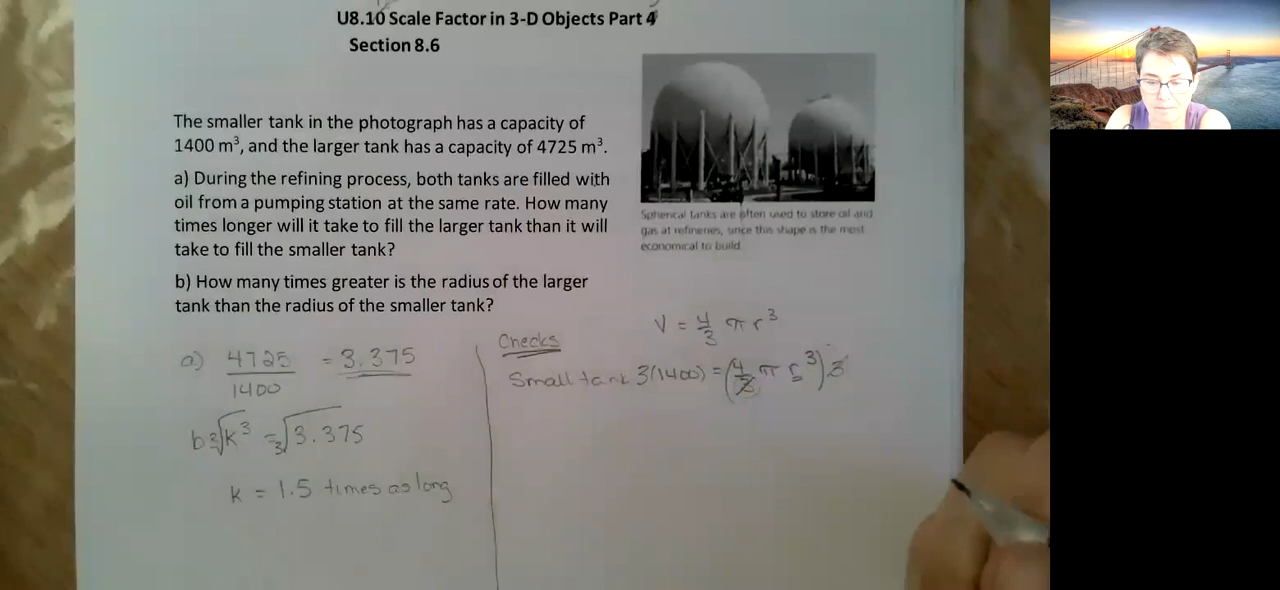 U8.10 Scale Factor in 3-D Objects Part 4
Section 8.6
The smaller tank in the photograph has a capacity of
1400 m³, and the larger tank has a capacity of 4725 m³.
a) During the refining process, both tanks are filled with
oil from a pumping station at the same rate. How many
times longer will it take to fill the larger tank than it will
take to fill the smaller tank?
b) How many times greater is the radius of the larger
tank than the radius of the smaller tank?
Spherical tanks are often used to store oil and
gas at refineries, since this shape is the most
economical to build.
a) 4725/1400 = 3.375
b ∛k³ = ∛3.375
k = 1.5 times as long
Checks
V = 4/3 π r³
Small tank 3(1400) = (4/3 π r³) 3